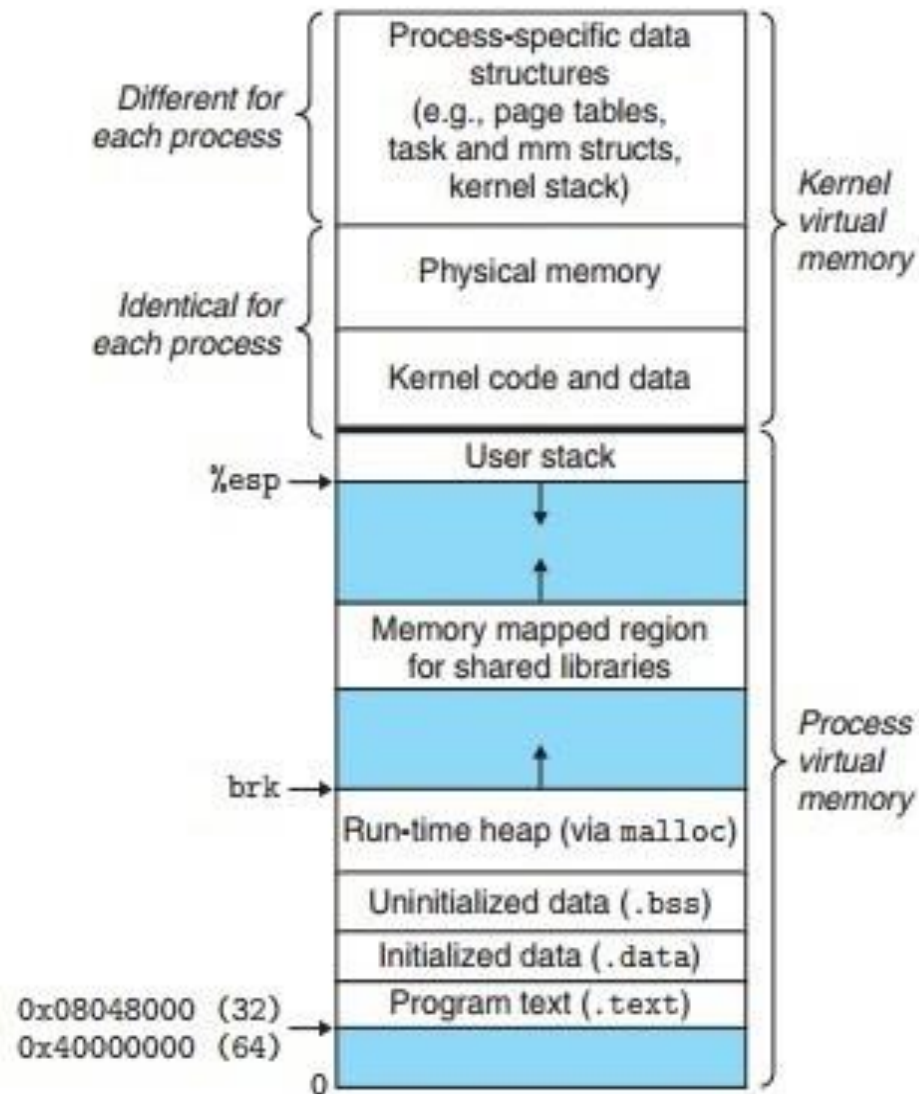 Process-specific data
structures
(e.g., page tables,
task and mm structs,
kernel stack)
Different for
each process
Kernel
virtual
memory
Physical memory
Identical for
each process
Kernel code and data
User stack
%esp
Memory mapped region
for shared libraries
Process
virtual
memory
brk
Run-time heap (via malloc)
Uninitialized data (.bss)
Initialized data (.data)
Program text (.text)
0x08048000 (32)
0x40000000 (64)
0